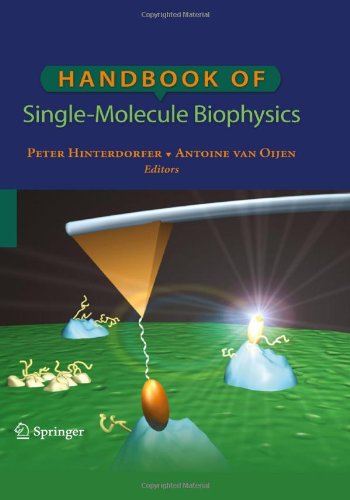 Copyrighted Material
HANDBOOK OF
Single-Molecule Biophysics
PETER HINTERDORFER ▾ ANTOINE VAN OIJEN
Editors
Springer
Copyrighted Material